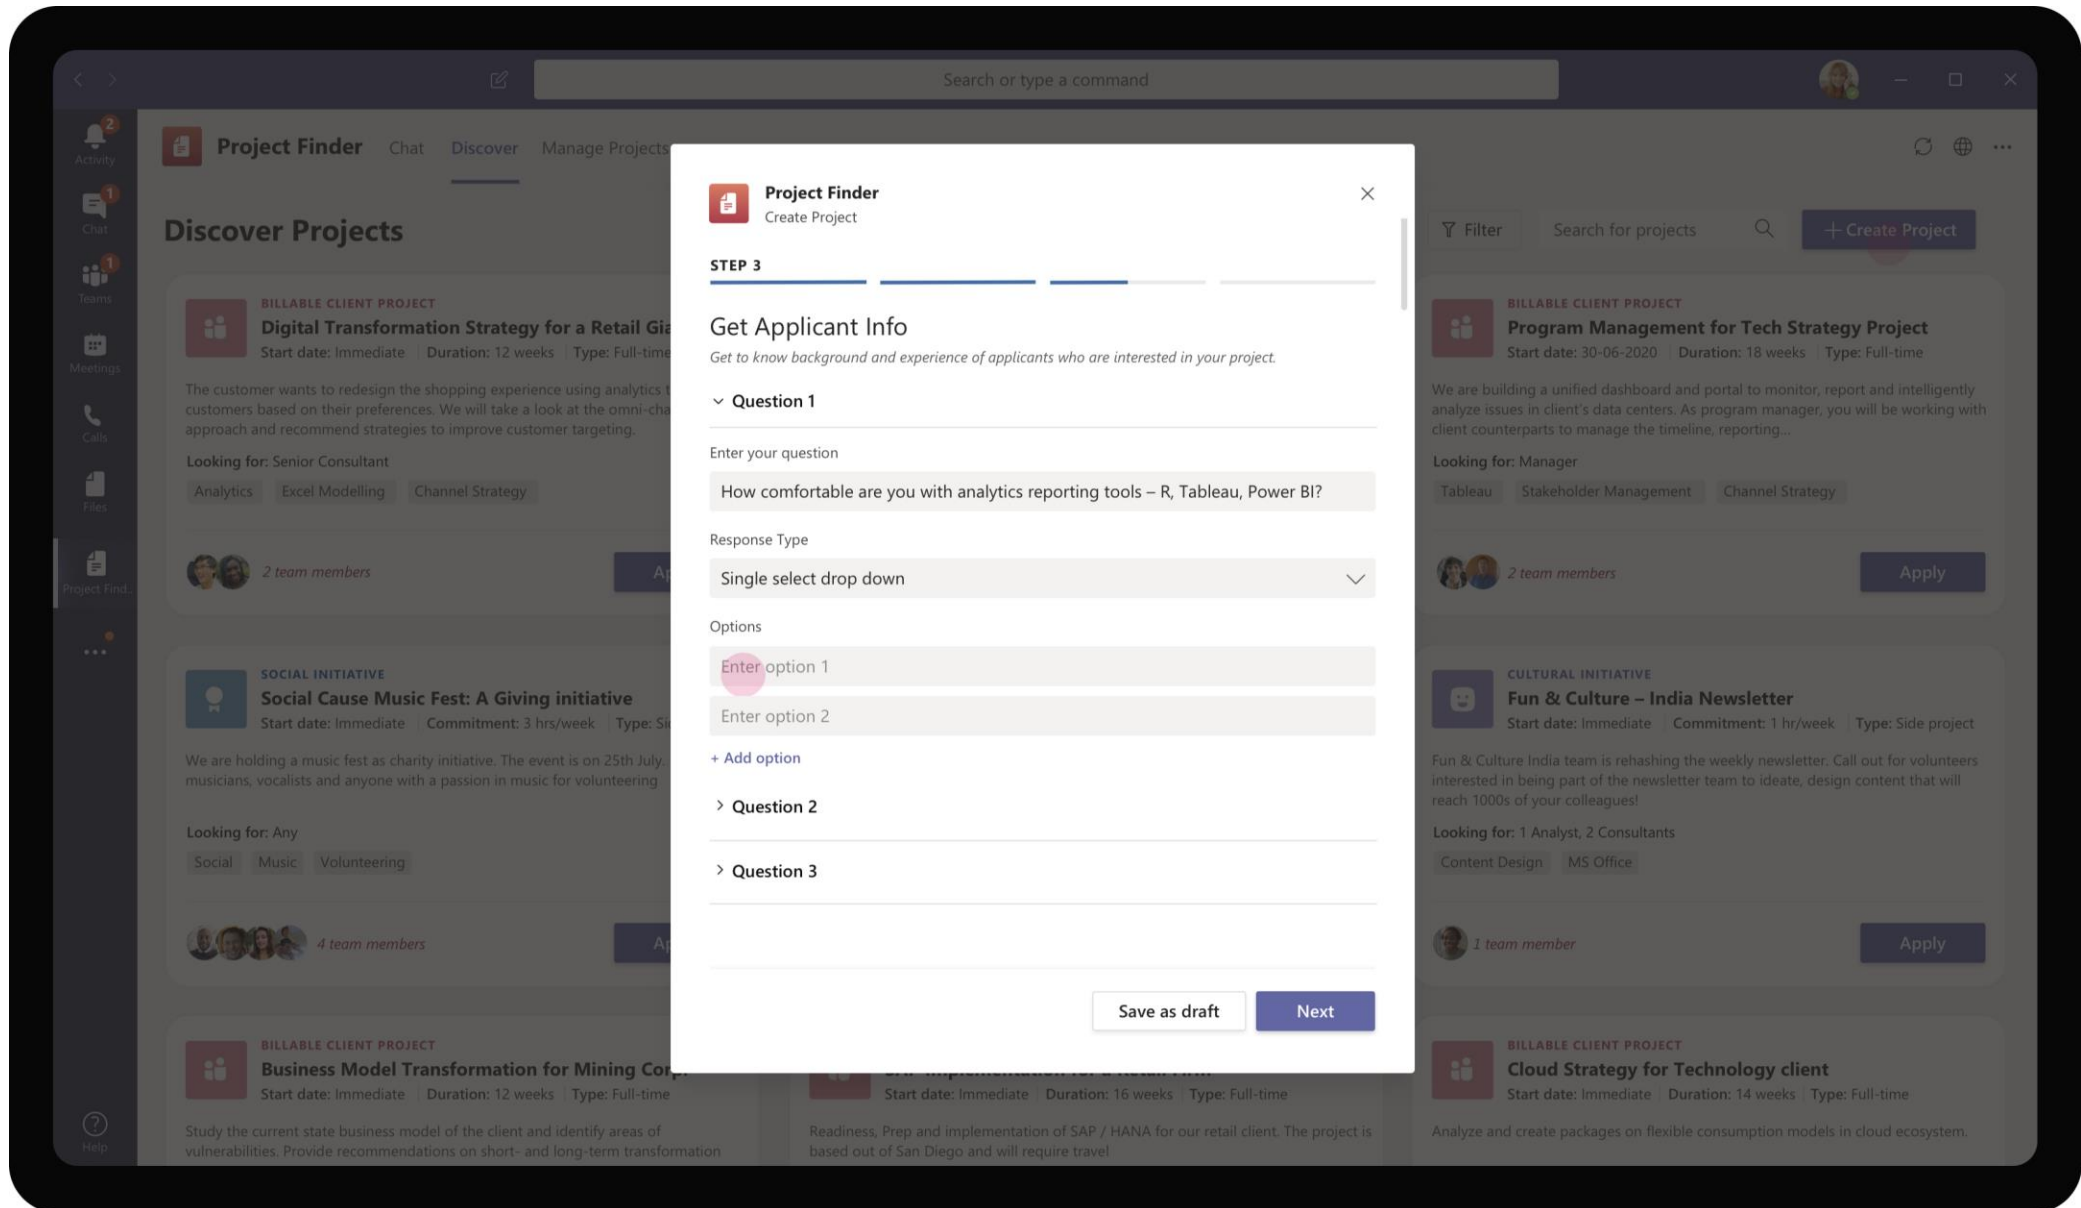 Search or type a command
2
Activity
1
Chat
1
Teams
Meetings
Calls
Files
Project Find..
Help
Project Finder Chat Discover Manage Projects
Discover Projects
Filter Search for projects + Create Project
BILLABLE CLIENT PROJECT
Digital Transformation Strategy for a Retail Gia
Start date: Immediate Duration: 12 weeks Type: Full-time
The customer wants to redesign the shopping experience using analytics t
customers based on their preferences. We will take a look at the omni-cha
approach and recommend strategies to improve customer targeting.
Looking for: Senior Consultant
Analytics Excel Modelling Channel Strategy
2 team members
Ap
SOCIAL INITIATIVE
Social Cause Music Fest: A Giving initiative
Start date: Immediate Commitment: 3 hrs/week Type: Si
We are holding a music fest as charity initiative. The event is on 25th July..
musicians, vocalists and anyone with a passion in music for volunteering
Looking for: Any
Social Music Volunteering
4 team members
Ap
BILLABLE CLIENT PROJECT
Business Model Transformation for Mining Corp.
Start date: Immediate Duration: 12 weeks Type: Full-time
Study the current state business model of the client and identify areas of
vulnerabilities. Provide recommendations on short- and long-term transformation
Project Finder
Create Project
STEP 3
Get Applicant Info
Get to know background and experience of applicants who are interested in your project.
Question 1
Enter your question
How comfortable are you with analytics reporting tools – R, Tableau, Power BI?
Response Type
Single select drop down
Options
Enter option 1
Enter option 2
+ Add option
Question 2
Question 3
Save as draft Next
Start date: Immediate Duration: 16 weeks Type: Full-time
Readiness, Prep and implementation of SAP / HANA for our retail client. The project is
based out of San Diego and will require travel
BILLABLE CLIENT PROJECT
Program Management for Tech Strategy Project
Start date: 30-06-2020 Duration: 18 weeks Type: Full-time
We are building a unified dashboard and portal to monitor, report and intelligently
analyze issues in client's data centers. As program manager, you will be working with
client counterparts to manage the timeline, reporting...
Looking for: Manager
Tableau Stakeholder Management Channel Strategy
2 team members
Apply
CULTURAL INITIATIVE
Fun & Culture – India Newsletter
Start date: Immediate Commitment: 1 hr/week Type: Side project
Fun & Culture India team is rehashing the weekly newsletter. Call out for volunteers
interested in being part of the newsletter team to ideate, design content that will
reach 1000s of your colleagues!
Looking for: 1 Analyst, 2 Consultants
Content Design MS Office
1 team member
Apply
BILLABLE CLIENT PROJECT
Cloud Strategy for Technology client
Start date: Immediate Duration: 14 weeks Type: Full-time
Analyze and create packages on flexible consumption models in cloud ecosystem.